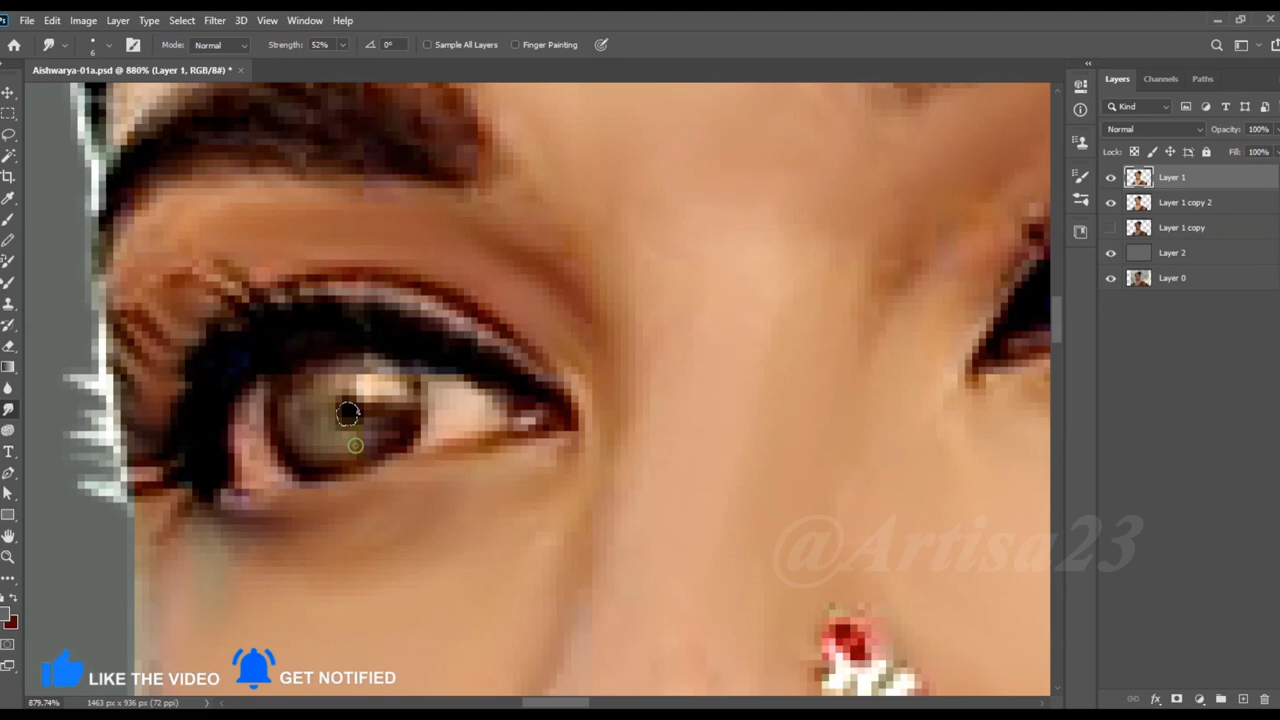 Ps File Edit Image Layer Type Select Filter 3D View Window Help
6 Mode: Normal Strength: 52% 0° Sample All Layers Finger Painting
Aishwarya-01a.psd @ 880% (Layer 1, RGB/8#) * ×
Layers Channels Paths
Kind
Normal Opacity: 100%
Lock: Fill: 100%
Layer 1
Layer 1 copy 2
Layer 1 copy
Layer 2
Layer 0
@Artisa23
LIKE THE VIDEO GET NOTIFIED
879.74% 1463 px x 936 px (72 ppi)